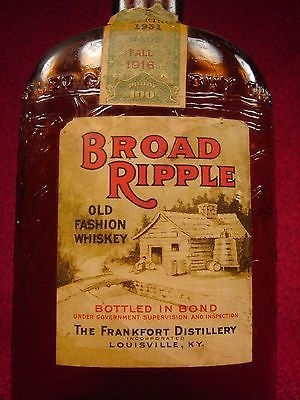 1931
FALL
1916
PROOF
100
BROAD
RIPPLE
OLD
FASHION
WHISKEY
BOTTLED IN BOND
UNDER GOVERNMENT SUPERVISION AND INSPECTION
THE FRANKFORT DISTILLERY
INCORPORATED
LOUISVILLE, KY.